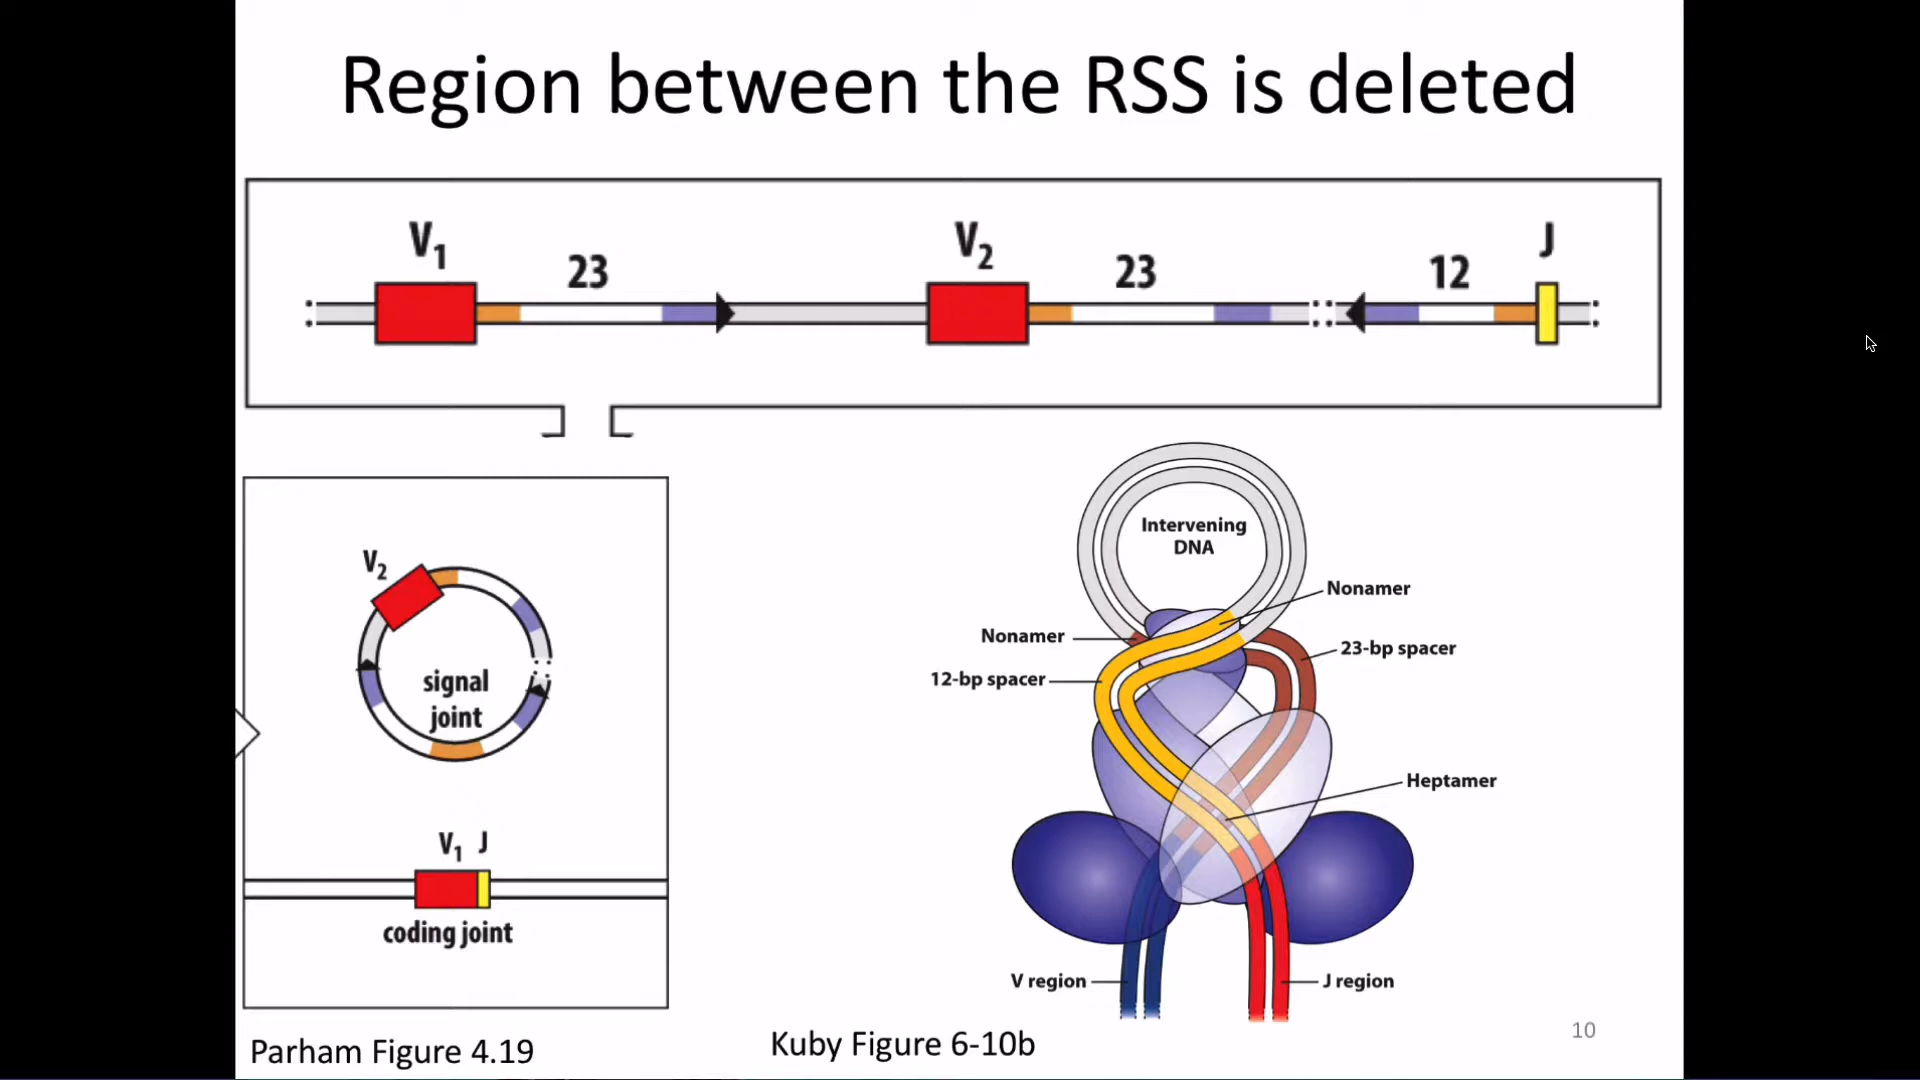 Region between the RSS is deleted
V1 23 V2 23 12 J
V2
signal
joint
V1 J
coding joint
Intervening
DNA
Nonamer
Nonamer
23-bp spacer
12-bp spacer
Heptamer
V region
J region
Parham Figure 4.19
Kuby Figure 6-10b
10